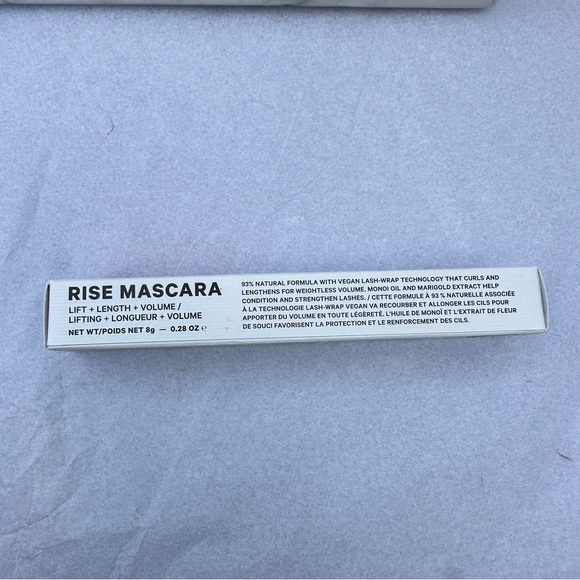 RISE MASCARA
LIFT + LENGTH + VOLUME /
LIFTING + LONGUEUR + VOLUME
NET WT/POIDS NET 8g — 0.28 OZ ℮
93% NATURAL FORMULA WITH VEGAN LASH-WRAP TECHNOLOGY THAT CURLS AND
LENGTHENS FOR WEIGHTLESS VOLUME. MONOI OIL AND MARIGOLD EXTRACT HELP
CONDITION AND STRENGTHEN LASHES. / CETTE FORMULE À 93 % NATURELLE ASSOCIÉE
À LA TECHNOLOGIE LASH-WRAP VEGAN VA RECOURBER ET ALLONGER LES CILS POUR
APPORTER DU VOLUME EN TOUTE LÉGÈRETÉ. L'HUILE DE MONOÏ ET L'EXTRAIT DE FLEUR
DE SOUCI FAVORISENT LA PROTECTION ET LE RENFORCEMENT DES CILS.